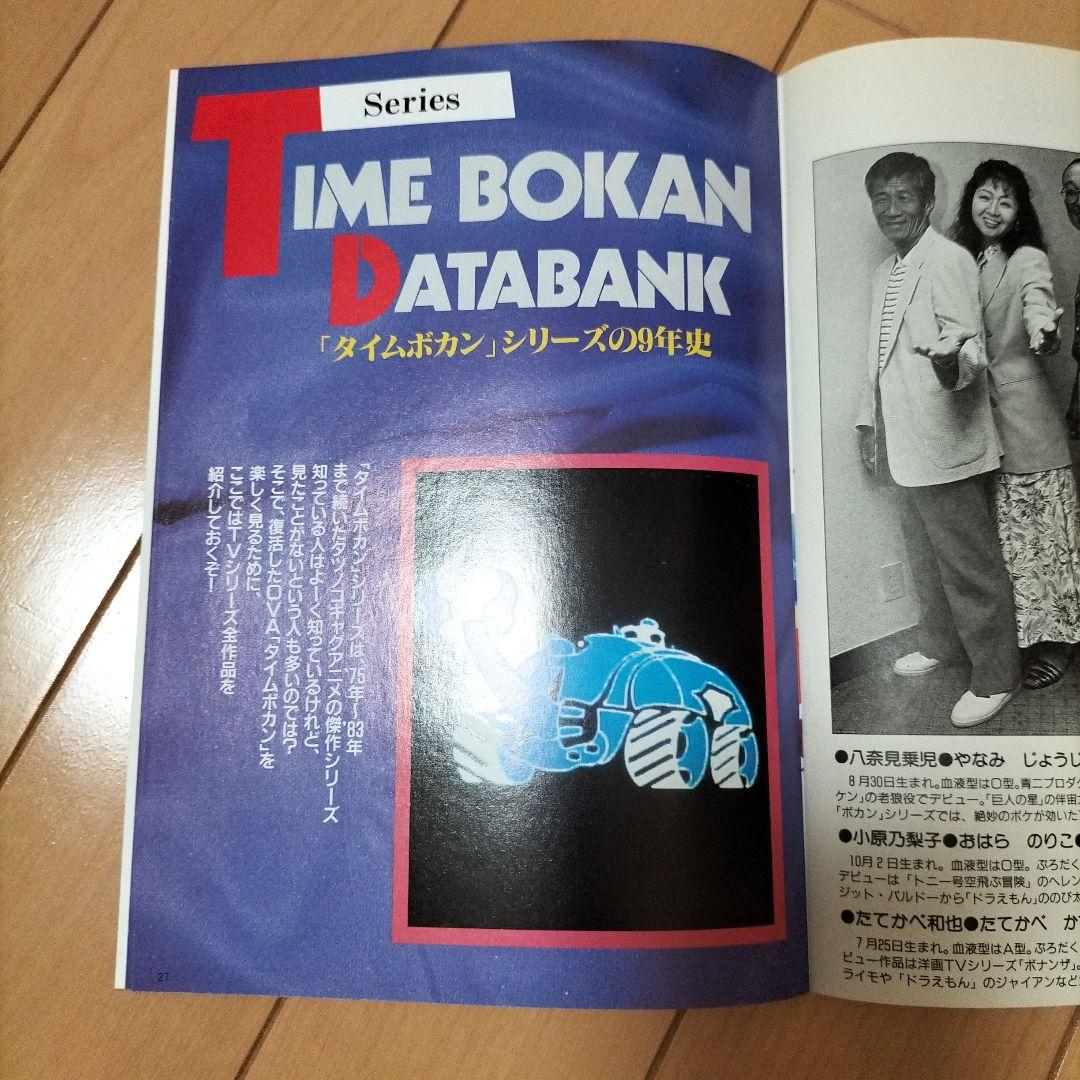 Series
TIME BOKAN
DATABANK
「タイムボカン」シリーズの9年史
「タイムボカン・シリーズは'75年〜'83年
まで続いたタツノコギャグアニメの傑作シリーズ
知っている人はよーく知っているけれど、
見たことがないという人も多いのでは?
そこで、復活したOVA「タイムボカン」を
楽しく見るために、
ここではTVシリーズ全作品を
紹介しておくぞ!
27
●八奈見乗児●やなみ じょうじ
8月30日生まれ。血液型はO型。青二プロダ
ケン」の老狼役でデビュー。「巨人の星」の伴宙
「ボカン」シリーズでは、絶妙のボケが効いた
●小原乃梨子●おはら のりこ●
10月2日生まれ。血液型はO型。ぷろだく
デビューは「トニー号空飛ぶ冒険」のヘレン
ジット・バルドーから「ドラえもん」ののび太
●たてかべ和也●たてかべ か
7月25日生まれ。血液型はA型。ぷろだく
ビュー作品は洋画TVシリーズ「ボナンザ」。
ライモや「ドラえもん」のジャイアンなど